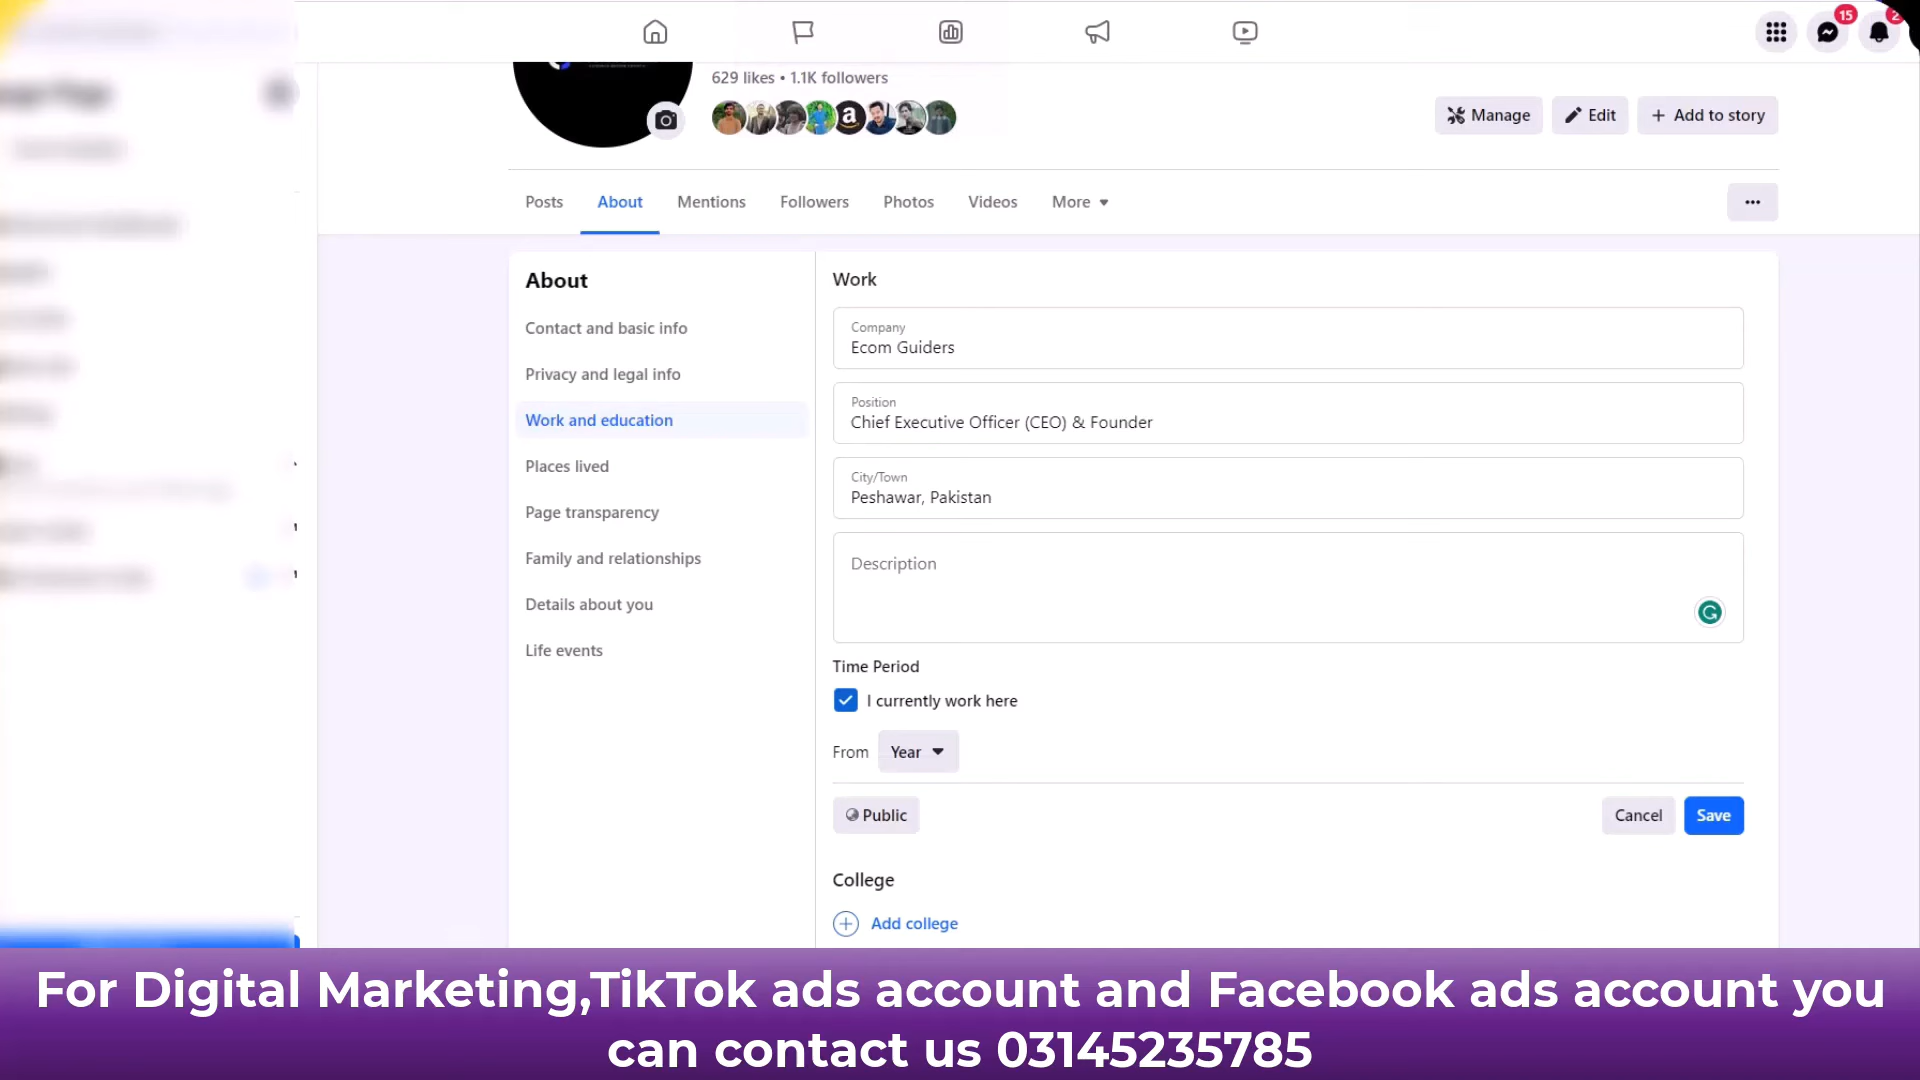 15
2
629 likes • 1.1K followers
Manage
Edit
Add to story
Posts
About
Mentions
Followers
Photos
Videos
More
About
Contact and basic info
Privacy and legal info
Work and education
Places lived
Page transparency
Family and relationships
Details about you
Life events
Work
Company
Ecom Guiders
Position
Chief Executive Officer (CEO) & Founder
City/Town
Peshawar, Pakistan
Description
Time Period
I currently work here
From Year
Public
Cancel
Save
College
Add college
For Digital Marketing,TikTok ads account and Facebook ads account you
can contact us 03145235785